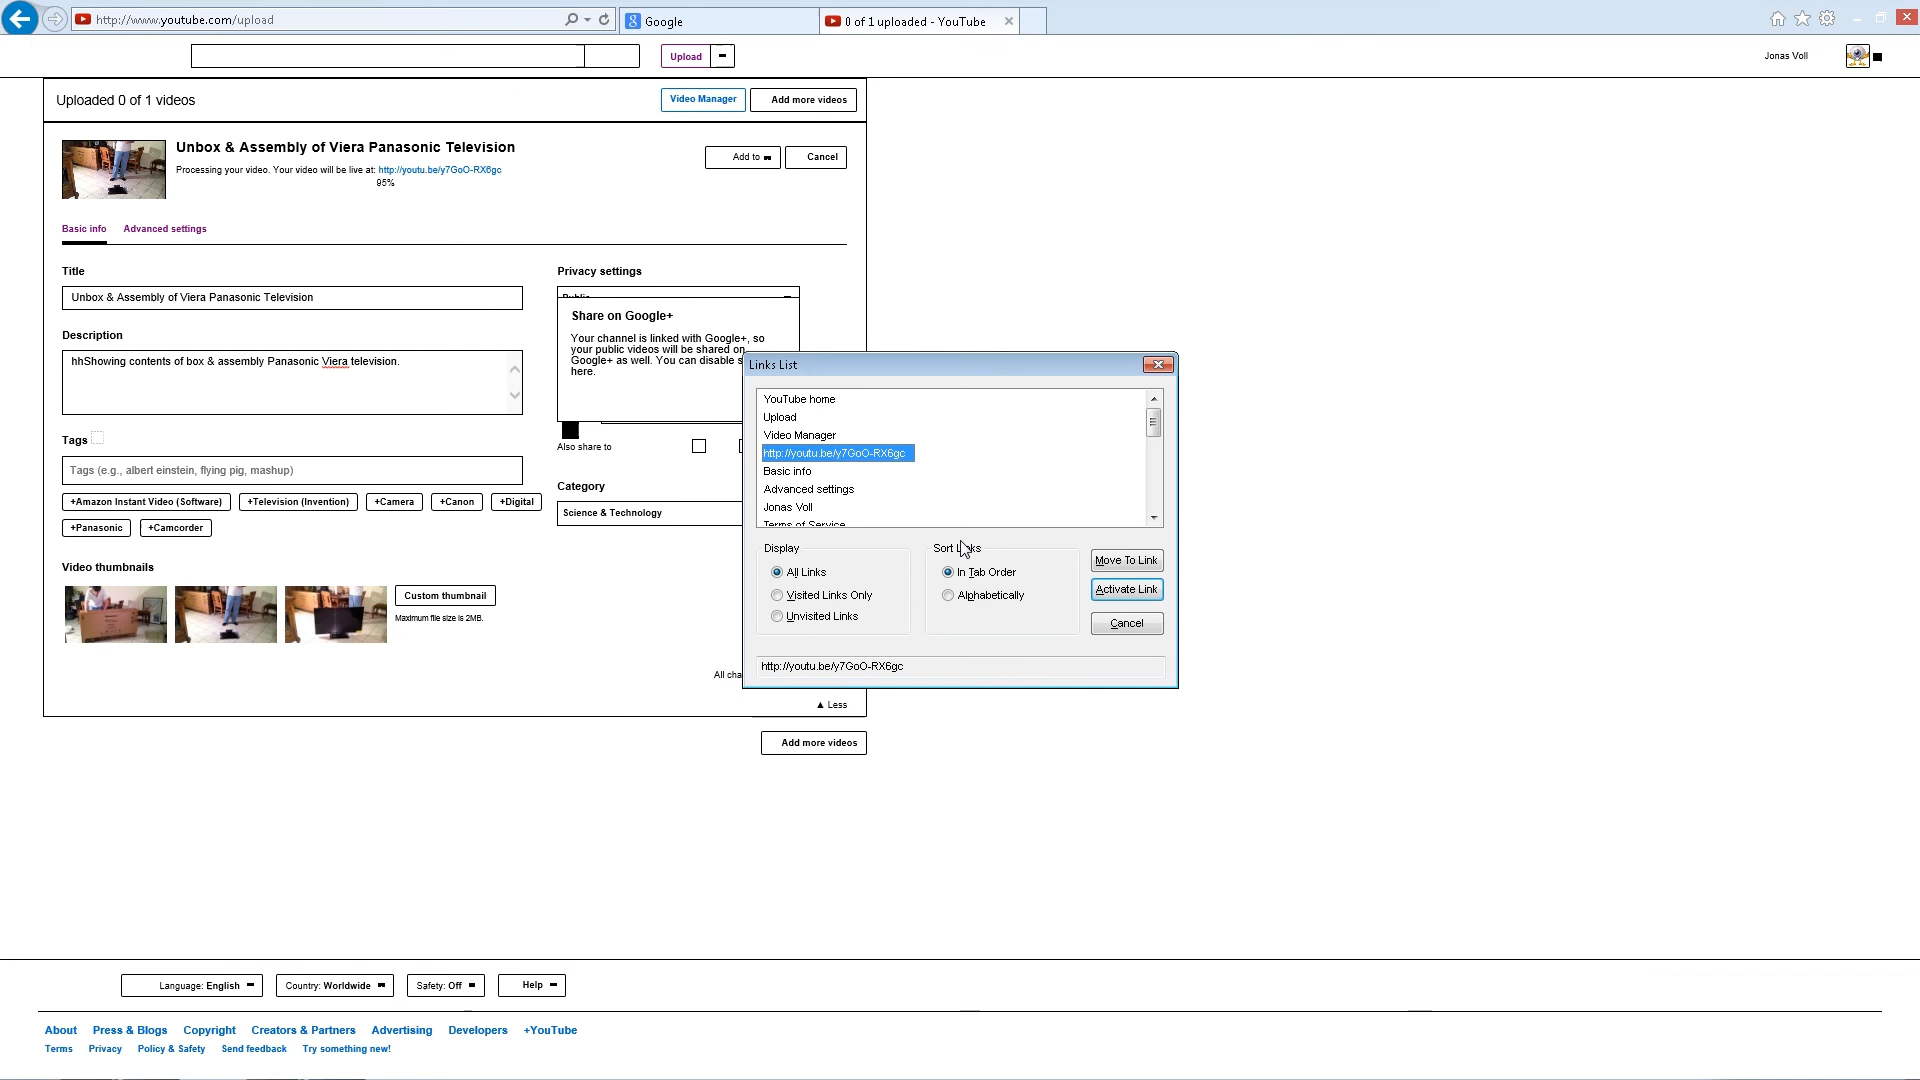 http://www.youtube.com/upload
Google
0 of 1 uploaded - YouTube
Upload
Jonas Voll
Uploaded 0 of 1 videos
Video Manager
Add more videos
Unbox & Assembly of Viera Panasonic Television
Processing your video. Your video will be live at: http://youtu.be/y7GoO-RX6gc
95%
Add to
Cancel
Basic info
Advanced settings
Title
Unbox & Assembly of Viera Panasonic Television
Description
hhShowing contents of box & assembly Panasonic Viera television.
Tags
Tags (e.g., albert einstein, flying pig, mashup)
+Amazon Instant Video (Software)
+Television (Invention)
+Camera
+Canon
+Digital
+Panasonic
+Camcorder
Video thumbnails
Custom thumbnail
Maximum file size is 2MB.
Privacy settings
Public
Share on Google+
Your channel is linked with Google+, so
your public videos will be shared on
Google+ as well. You can disable s
here.
Also share to
Category
Science & Technology
All cha
▲ Less
Add more videos
Links List
YouTube home
Upload
Video Manager
http://youtu.be/y7GoO-RX6gc
Basic info
Advanced settings
Jonas Voll
Terms of Service
Display
All Links
Visited Links Only
Unvisited Links
Sort Links
In Tab Order
Alphabetically
Move To Link
Activate Link
Cancel
http://youtu.be/y7GoO-RX6gc
Language: English
Country: Worldwide
Safety: Off
Help
About Press & Blogs Copyright Creators & Partners Advertising Developers +YouTube
Terms Privacy Policy & Safety Send feedback Try something new!